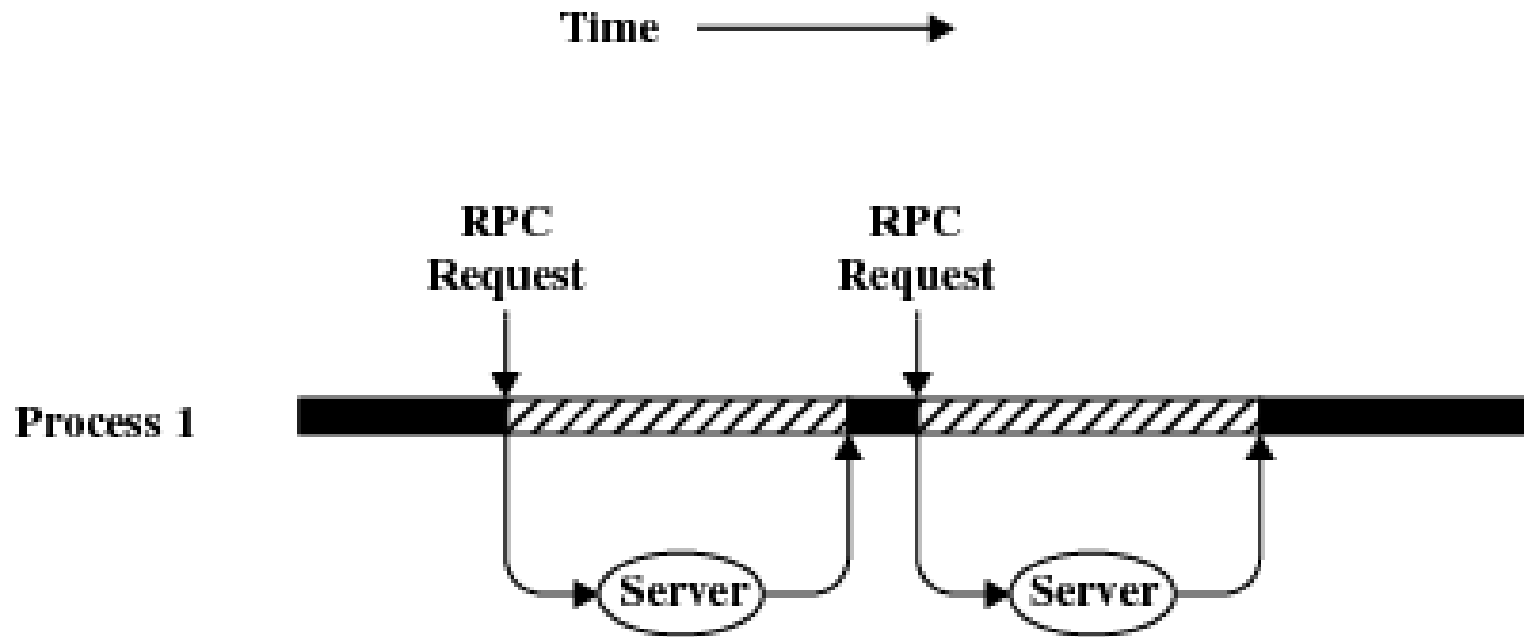 Time
RPC
Request
RPC
Request
Process 1
Server
Server